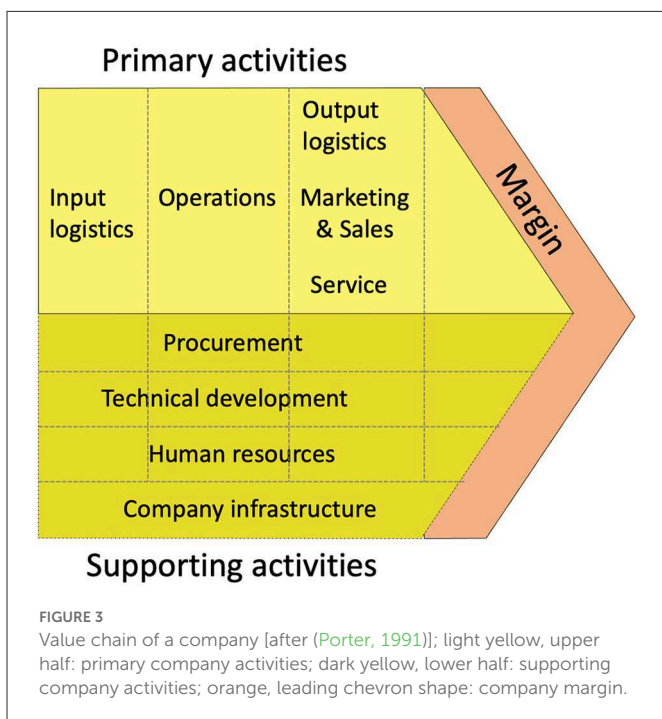 Primary activities
Input
logistics
Operations
Output
logistics
Marketing
& Sales
Service
Margin
Procurement
Technical development
Human resources
Company infrastructure
Supporting activities
FIGURE 3
Value chain of a company [after (Porter, 1991)]; light yellow, upper
half: primary company activities; dark yellow, lower half: supporting
company activities; orange, leading chevron shape: company margin.